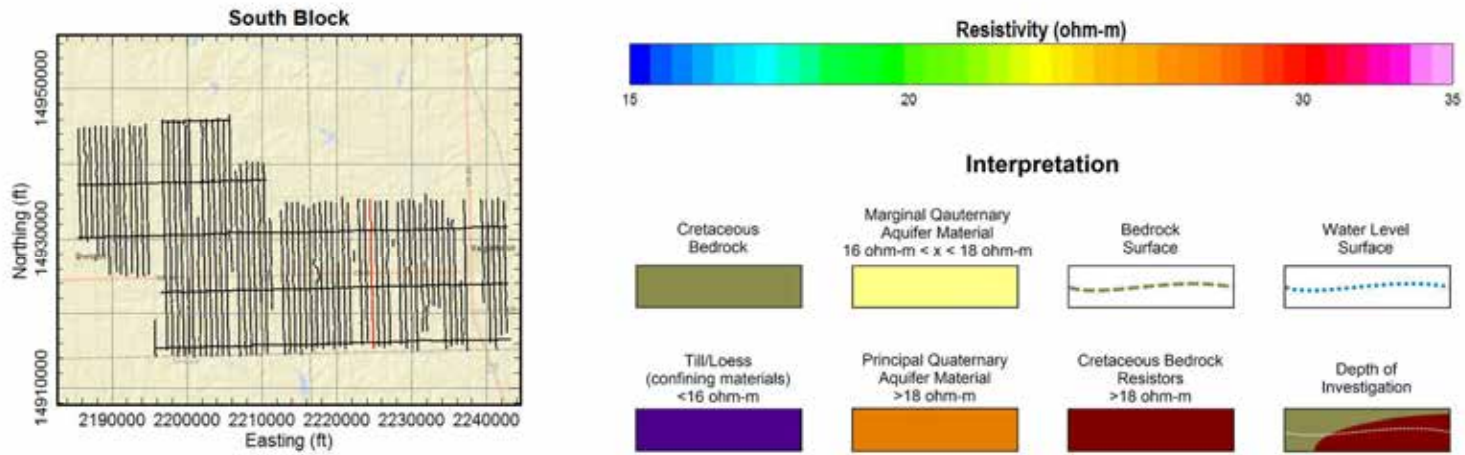 South Block
14950000
14930000
14910000
Northing (ft)
2190000 2200000 2210000 2220000 2230000 2240000
Easting (ft)
Resistivity (ohm-m)
15 20 30 35
Interpretation
Cretaceous
Bedrock
Marginal Qauternary
Aquifer Material
16 ohm-m < x < 18 ohm-m
Bedrock
Surface
Water Level
Surface
Till/Loess
(confining materials)
<16 ohm-m
Principal Quaternary
Aquifer Material
>18 ohm-m
Cretaceous Bedrock
Resistors
>18 ohm-m
Depth of
Investigation